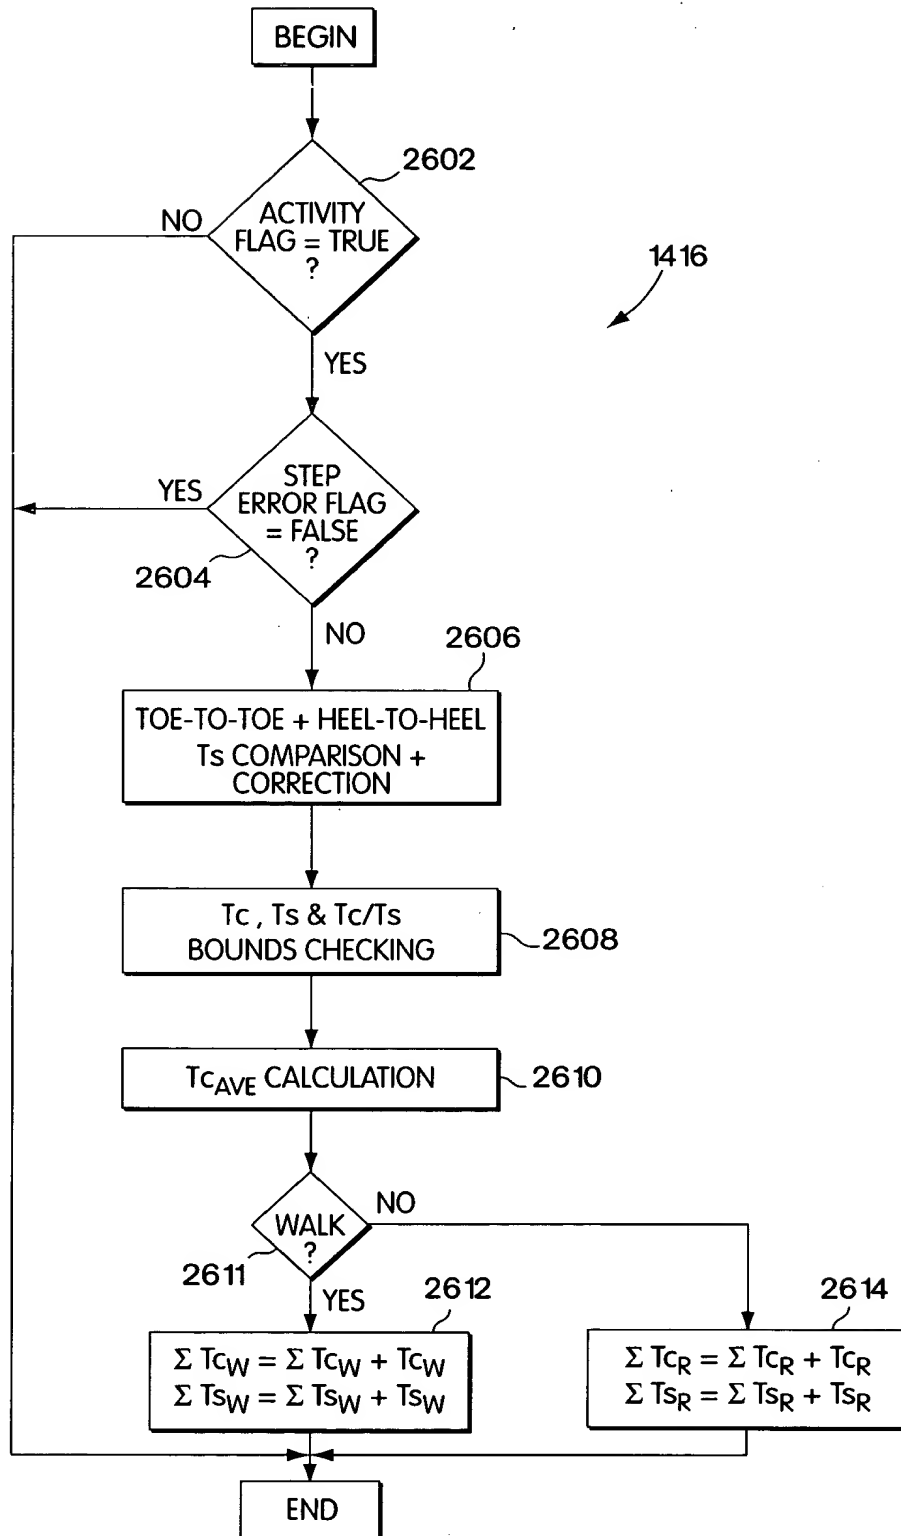 BEGIN
2602
ACTIVITY
FLAG = TRUE
?
NO
1416
YES
STEP
ERROR FLAG
= FALSE
?
YES
2604
NO
2606
TOE-TO-TOE + HEEL-TO-HEEL
Ts COMPARISON +
CORRECTION
Tc , Ts & Tc/Ts
BOUNDS CHECKING
2608
TcAVE CALCULATION
2610
WALK
?
NO
2611
YES
2612
Σ TcW = Σ TcW + TcW
Σ TsW = Σ TsW + TsW
2614
Σ TcR = Σ TcR + TcR
Σ TsR = Σ TsR + TsR
END